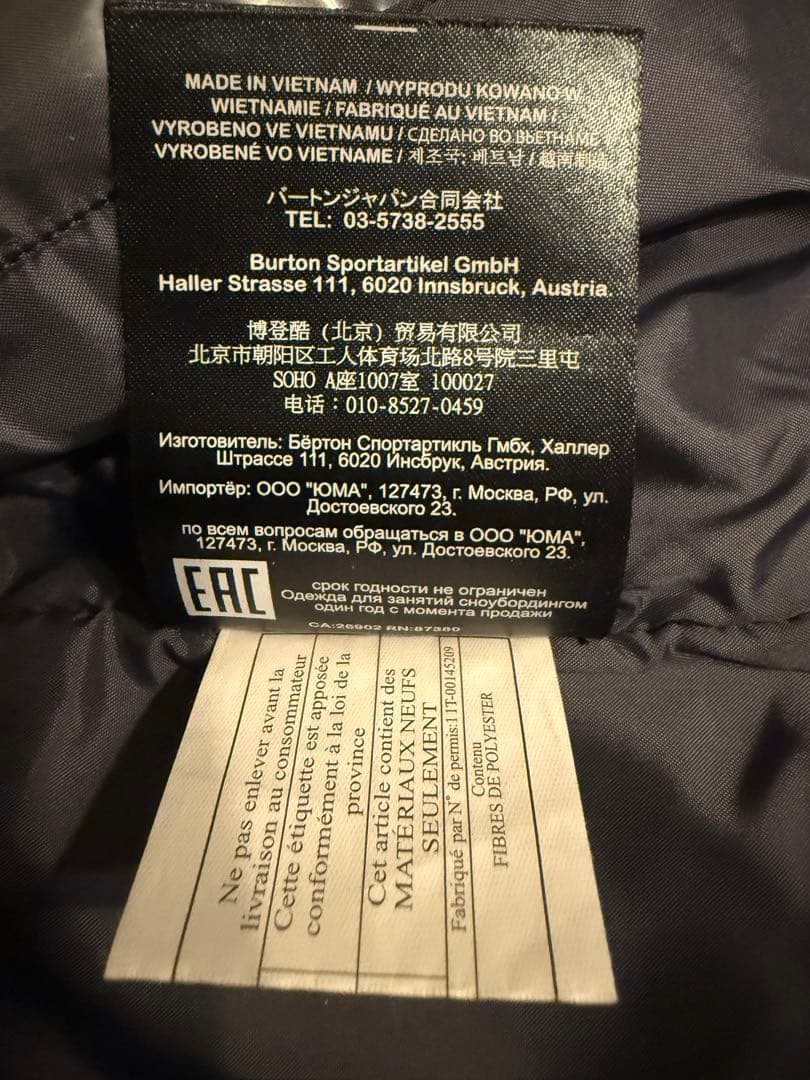 MADE IN VIETNAM / WYPRODU KOWANO W
WIETNAMIE / FABRIQUÉ AU VIETNAM /
VYROBENO VE VIETNAMU / СДЕЛАНО ВО ВЬЕТНАМЕ /
VYROBENÉ VO VIETNAME / 제조국: 베트남 / 越南制造
バートンジャパン合同会社
TEL: 03-5738-2555
Burton Sportartikel GmbH
Haller Strasse 111, 6020 Innsbruck, Austria.
博登酷（北京）贸易有限公司
北京市朝阳区工人体育场北路8号院三里屯
SOHO A座1007室 100027
电话：010-8527-0459
Изготовитель: Бёртон Спортартикль Гмбх, Халлер
Штрассе 111, 6020 Инсбрук, Австрия.
Импортёр: ООО "ЮМА", 127473, г. Москва, РФ, ул.
Достоевского 23.
по всем вопросам обращаться в ООО "ЮМА",
127473, г. Москва, РФ, ул. Достоевского 23.
EAC
срок годности не ограничен
Одежда для занятий сноубордингом
один год с момента продажи
CA:26902 RN:87380
Ne pas enlever avant la
livraison au consommateur
Cette étiquette est apposée
conformément à la loi de la
province
Cet article contient des
MATÉRIAUX NEUFS
SEULEMENT
Fabriqué par N° de permis:11T-00145209
Contenu
FIBRES DE POLYESTER